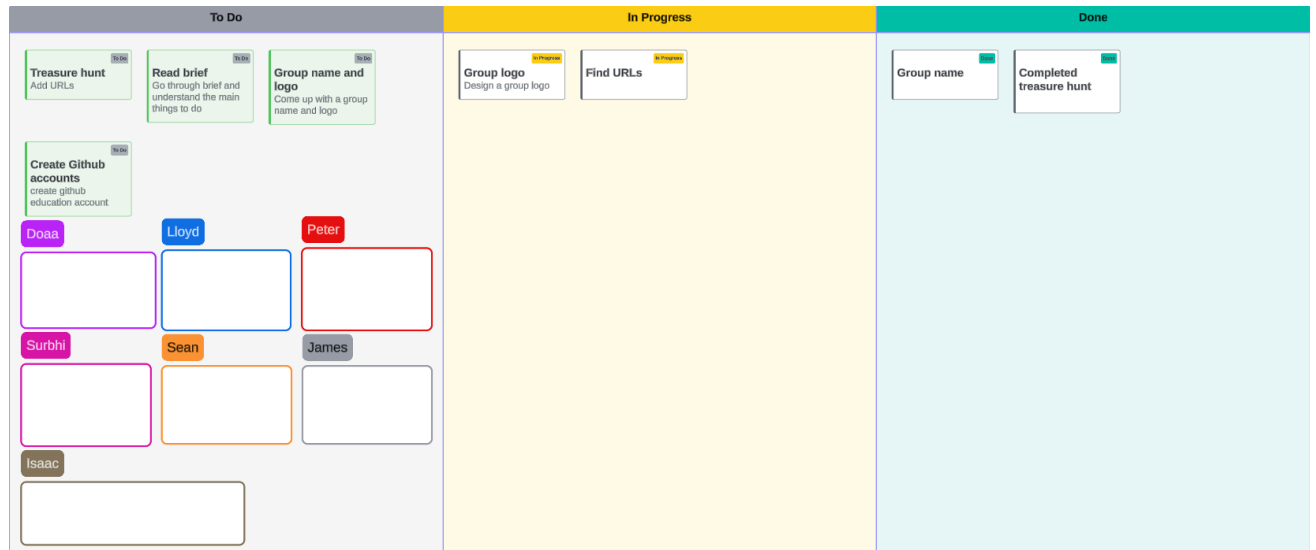 To Do
In Progress
Done
To Do
Treasure hunt
Add URLs
To Do
Read brief
Go through brief and
understand the main
things to do
To Do
Group name and
logo
Come up with a group
name and logo
To Do
Create Github
accounts
create github
education account
Doaa
Lloyd
Peter
Surbhi
Sean
James
Isaac
In Progress
Group logo
Design a group logo
In Progress
Find URLs
Done
Group name
Done
Completed
treasure hunt